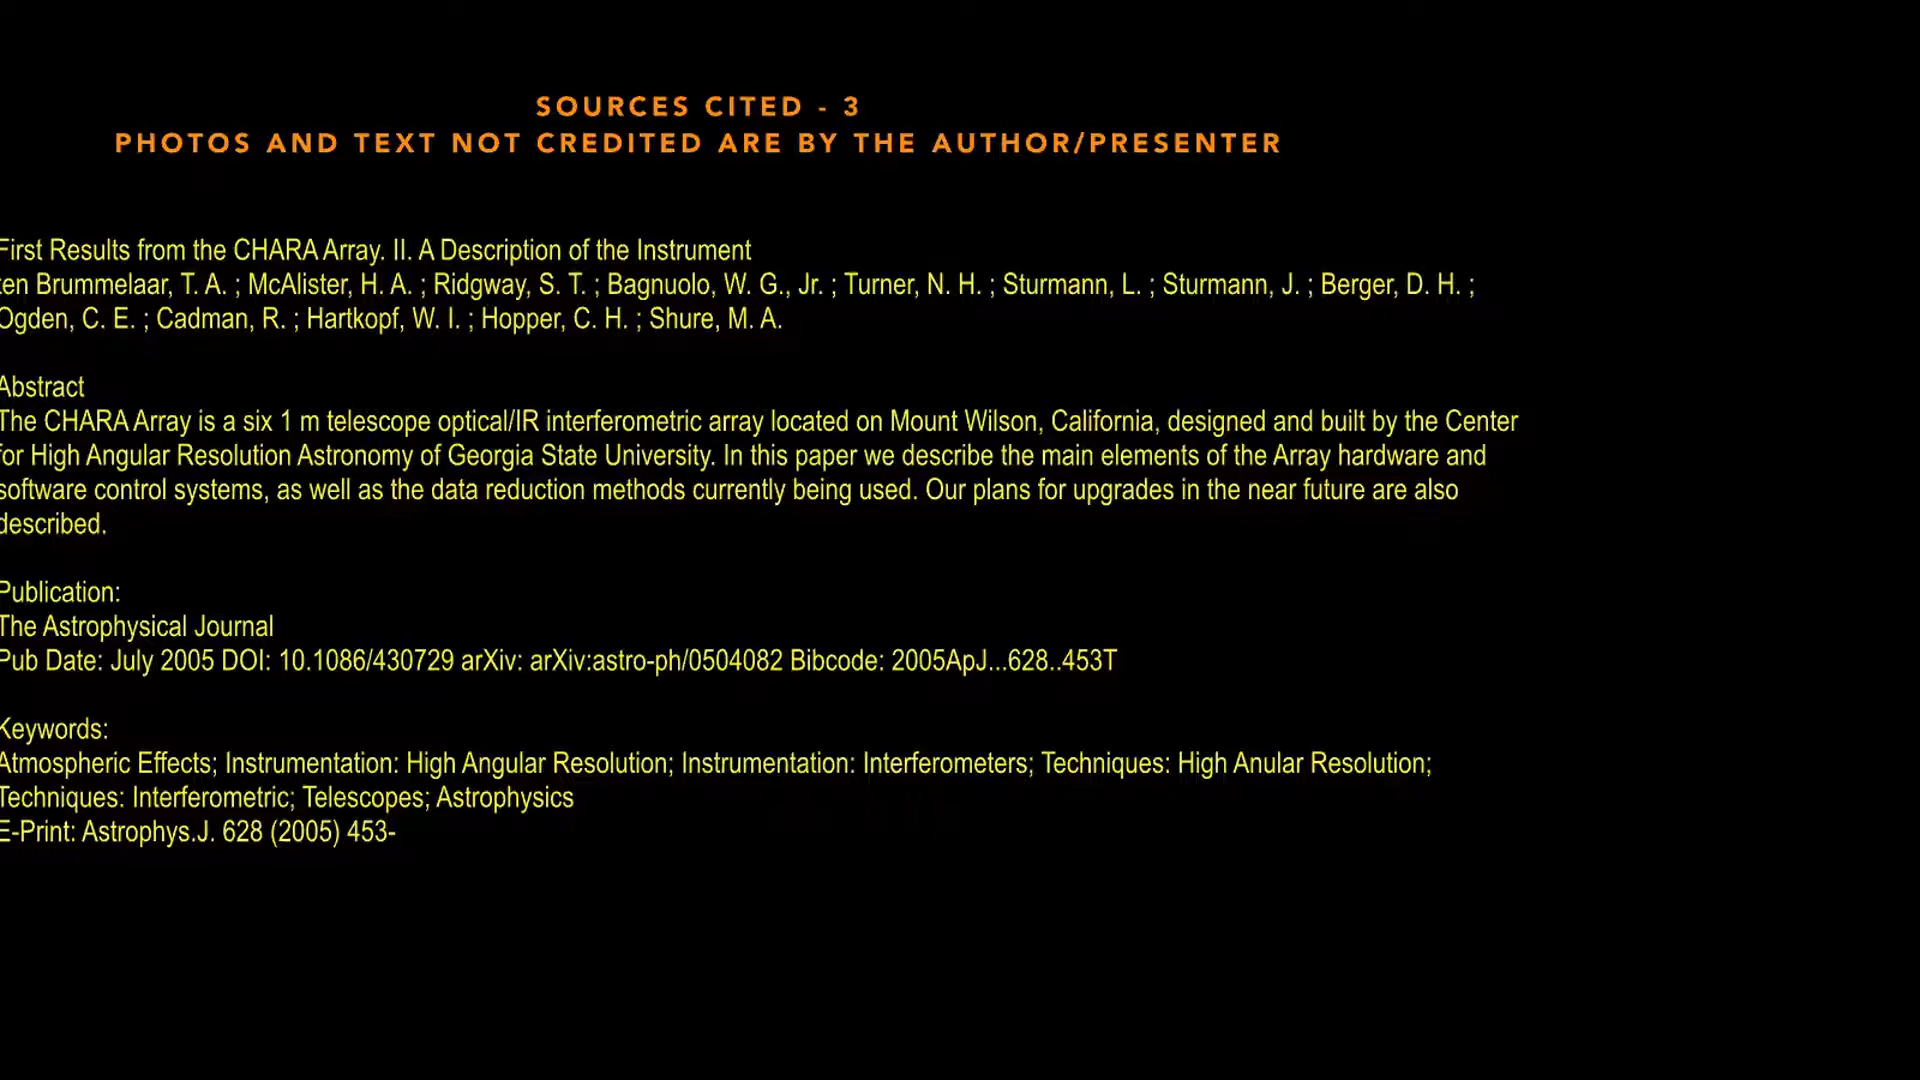 SOURCES CITED - 3
PHOTOS AND TEXT NOT CREDITED ARE BY THE AUTHOR/PRESENTER
First Results from the CHARA Array. II. A Description of the Instrument
ten Brummelaar, T. A. ; McAlister, H. A. ; Ridgway, S. T. ; Bagnuolo, W. G., Jr. ; Turner, N. H. ; Sturmann, L. ; Sturmann, J. ; Berger, D. H. ;
Ogden, C. E. ; Cadman, R. ; Hartkopf, W. I. ; Hopper, C. H. ; Shure, M. A.
Abstract
The CHARA Array is a six 1 m telescope optical/IR interferometric array located on Mount Wilson, California, designed and built by the Center
for High Angular Resolution Astronomy of Georgia State University. In this paper we describe the main elements of the Array hardware and
software control systems, as well as the data reduction methods currently being used. Our plans for upgrades in the near future are also
described.
Publication:
The Astrophysical Journal
Pub Date: July 2005 DOI: 10.1086/430729 arXiv: arXiv:astro-ph/0504082 Bibcode: 2005ApJ...628..453T
Keywords:
Atmospheric Effects; Instrumentation: High Angular Resolution; Instrumentation: Interferometers; Techniques: High Anular Resolution;
Techniques: Interferometric; Telescopes; Astrophysics
E-Print: Astrophys.J. 628 (2005) 453-